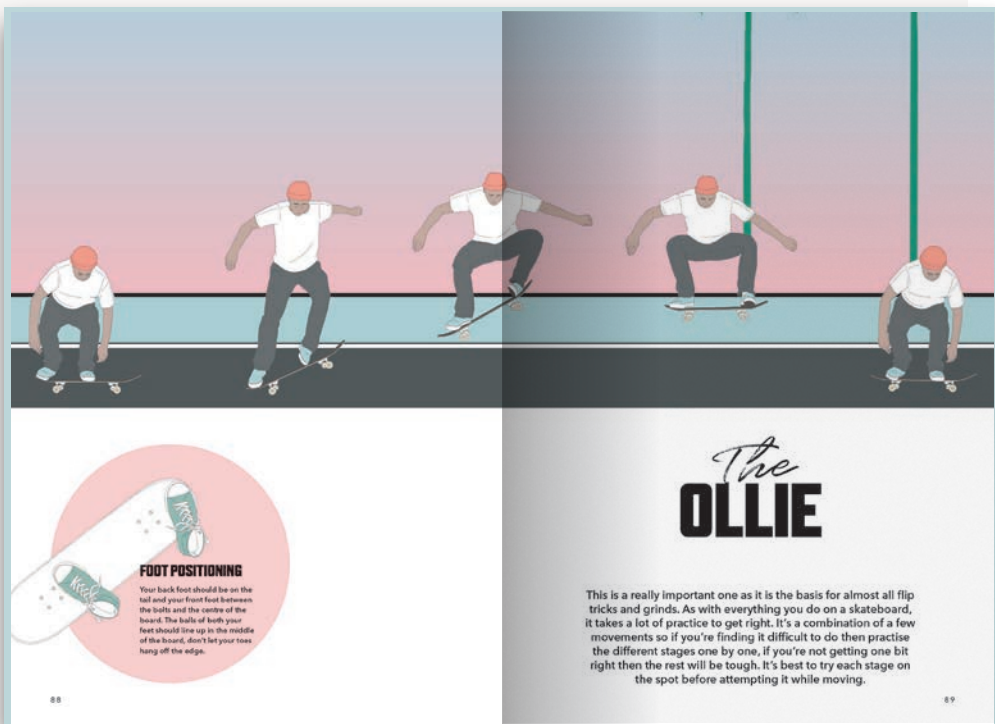 FOOT POSITIONING
Your back foot should be on the
tail and your front foot between
the bolts and the centre of the
board. The balls of both your
feet should line up in the middle
of the board, don't let your toes
hang off the edge.
88
The
OLLIE
This is a really important one as it is the basis for almost all flip
tricks and grinds. As with everything you do on a skateboard,
it takes a lot of practice to get right. It's a combination of a few
movements so if you're finding it difficult to do then practise
the different stages one by one, if you're not getting one bit
right then the rest will be tough. It's best to try each stage on
the spot before attempting it while moving.
89